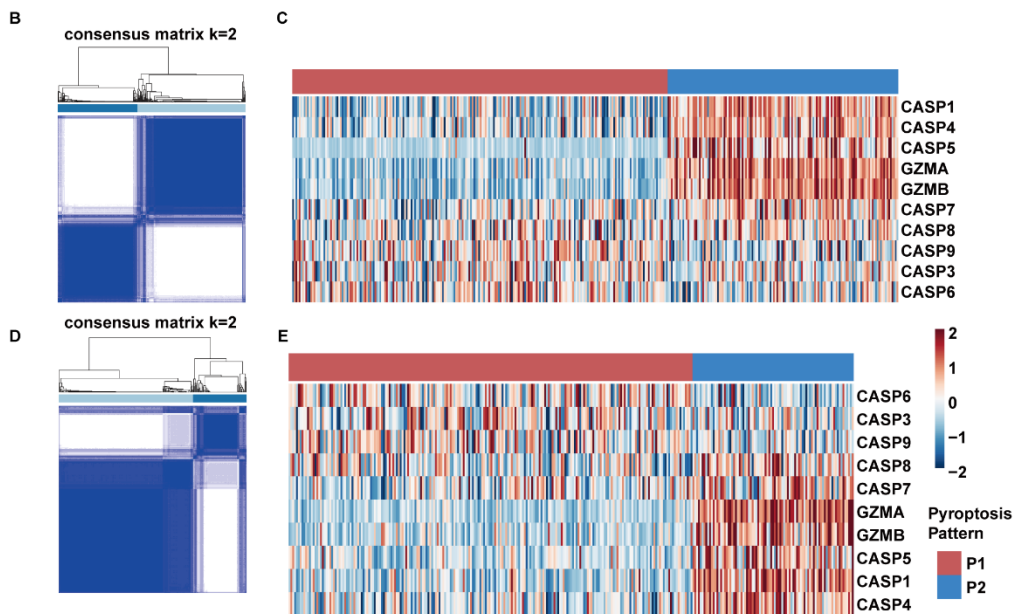 B
consensus matrix k=2
C
CASP1
CASP4
CASP5
GZMA
GZMB
CASP7
CASP8
CASP9
CASP3
CASP6
D
consensus matrix k=2
E
CASP6
CASP3
CASP9
CASP8
CASP7
GZMA
GZMB
CASP5
CASP1
CASP4
2
1
0
−1
−2
Pyroptosis
Pattern
P1
P2